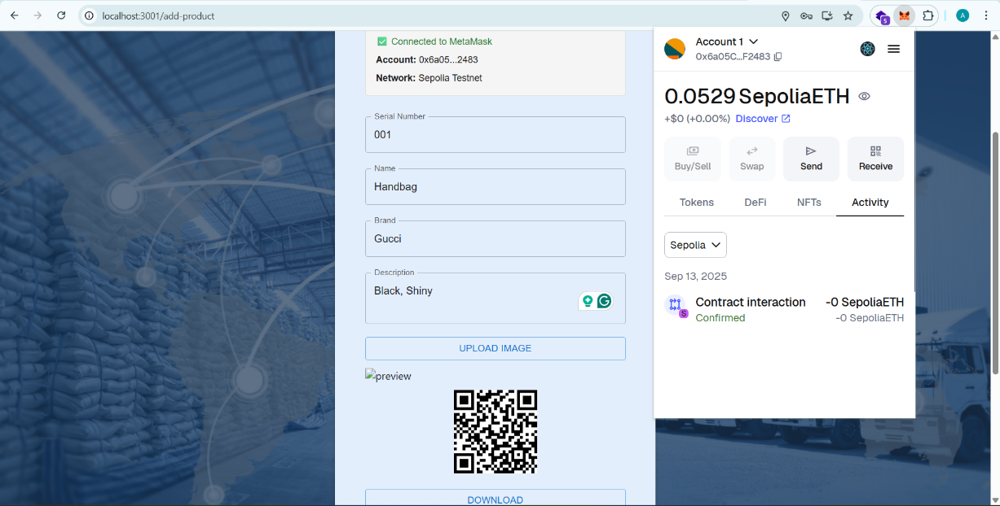 localhost:3001/add-product
5
A
Connected to MetaMask
Account: 0x6a05...2483
Network: Sepolia Testnet
Serial Number
001
Name
Handbag
Brand
Gucci
Description
Black, Shiny
UPLOAD IMAGE
preview
DOWNLOAD
Account 1
0x6a05C...F2483
0.0529 SepoliaETH
+$0 (+0.00%) Discover
Buy/Sell
Swap
Send
Receive
Tokens
DeFi
NFTs
Activity
Sepolia
Sep 13, 2025
Contract interaction
-0 SepoliaETH
S
Confirmed
-0 SepoliaETH